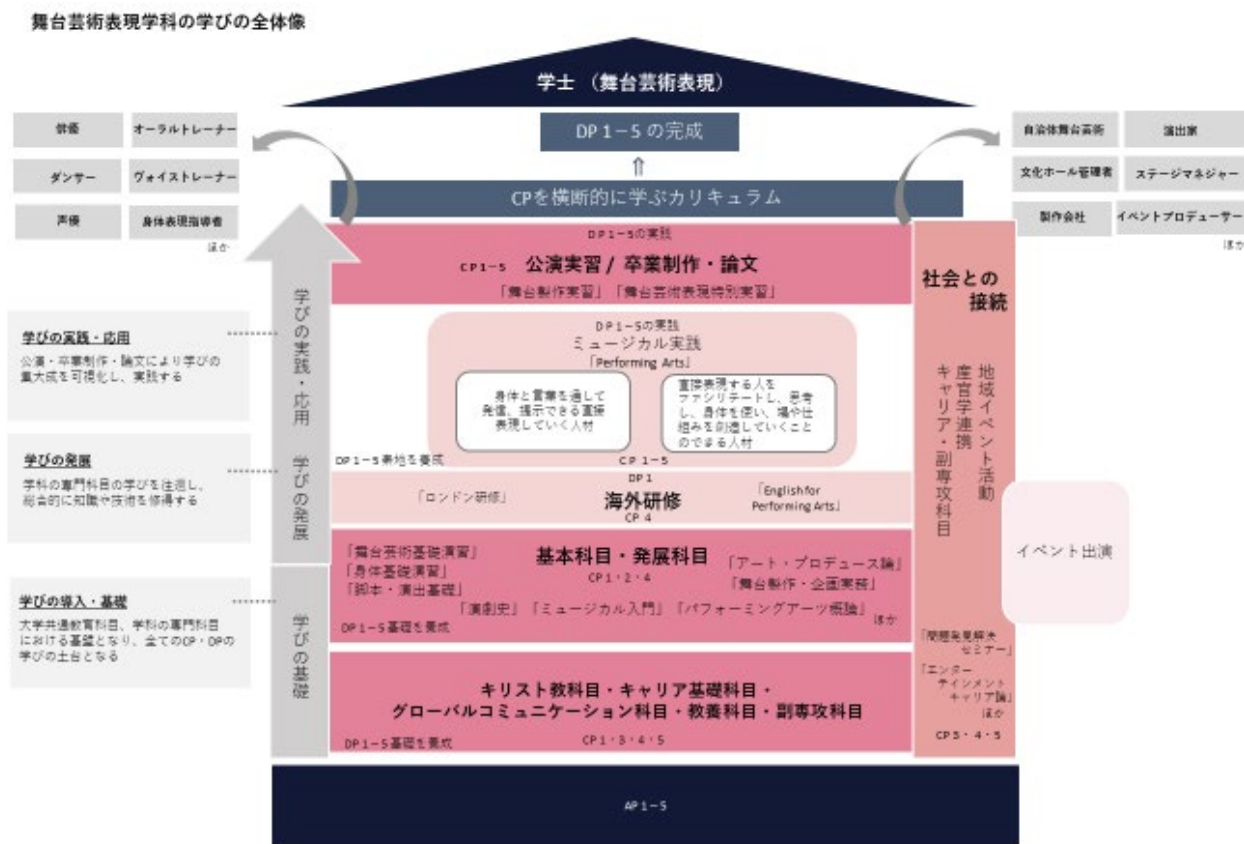 舞台芸術表現学科の学びの全体像
学士 （舞台芸術表現）
DP 1－5 の完成
⇑
CPを横断的に学ぶカリキュラム
俳優
オーラルトレーナー
ダンサー
ヴォイストレーナー
声優
身体表現指導者
ほか
自治体舞台芸術
演出家
文化ホール管理者
ステージマネジャー
製作会社
イベントプロデューサー
ほか
学びの実践・応用
公演・卒業制作・論文により学びの
集大成を可視化し、実践する
学びの発展
学科の専門科目の学びを往還し、
総合的に知識や技術を修得する
学びの導入・基礎
大学共通教育科目、学科の専門科目
における基盤となり、全てのCP・DPの
学びの土台となる
学びの実践・応用
学びの発展
学びの基礎
DP1－5の実践
CP1－5 公演実習 / 卒業制作・論文
「舞台製作実習」「舞台芸術表現特別実習」
DP1－5の実践
ミュージカル実践
「Performing Arts」
身体と言葉を通して
発信、提示できる直接
表現していく人材
直接表現する人を
ファシリテートし、思考
し、身体を使い、場や仕
組みを創造していくこと
のできる人材
CP 1－5
DP1－5素地を養成
DP1
「ロンドン研修」
海外研修
「English for
Performing Arts」
CP 4
「舞台芸術基礎演習」
「身体基礎演習」
「脚本・演出基礎」
基本科目・発展科目
CP1・2・4
「アート・プロデュース論」
「舞台製作・企画実務」
「演劇史」「ミュージカル入門」「パフォーミングアーツ概論」
ほか
DP1－5基礎を養成
キリスト教科目・キャリア基礎科目・
グローバルコミュニケーション科目・教養科目・副専攻科目
DP1－5基礎を養成
CP1・3・4・5
社会との
接続
地域イベント活動
産官学連携
キャリア・副専攻科目
「問題発見解決
セミナー」
「エンター
テインメント
キャリア論」
ほか
CP3・4・5
イベント出演
AP1－5